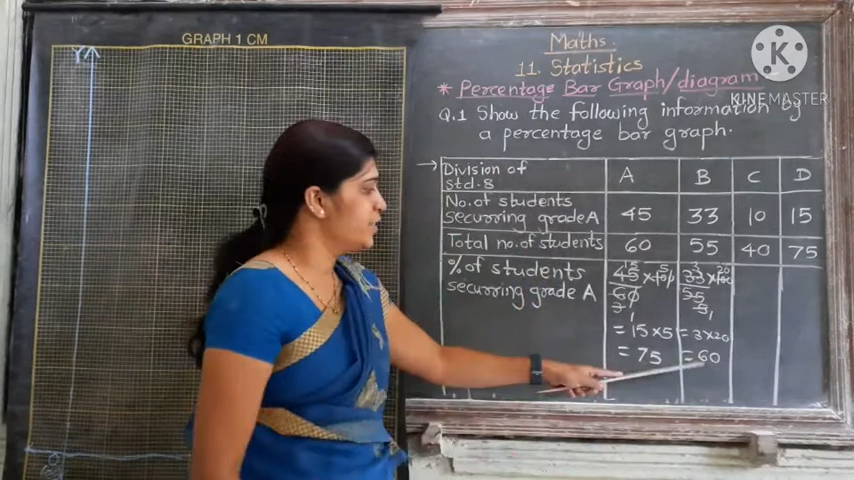 GRAPH 1 CM
Y
Maths.
11. Statistics
* Percentage Bar Graph/diagram
KINEMASTER
Q.1 Show the following information by
a percentage bar graph.
→ Division of std.8 A B C D
No. of students securring grade A 45 33 10 15
Total no. of students 60 55 40 75
% of students securring grade A
= 15 × 5 = 3 × 20
= 75 = 60